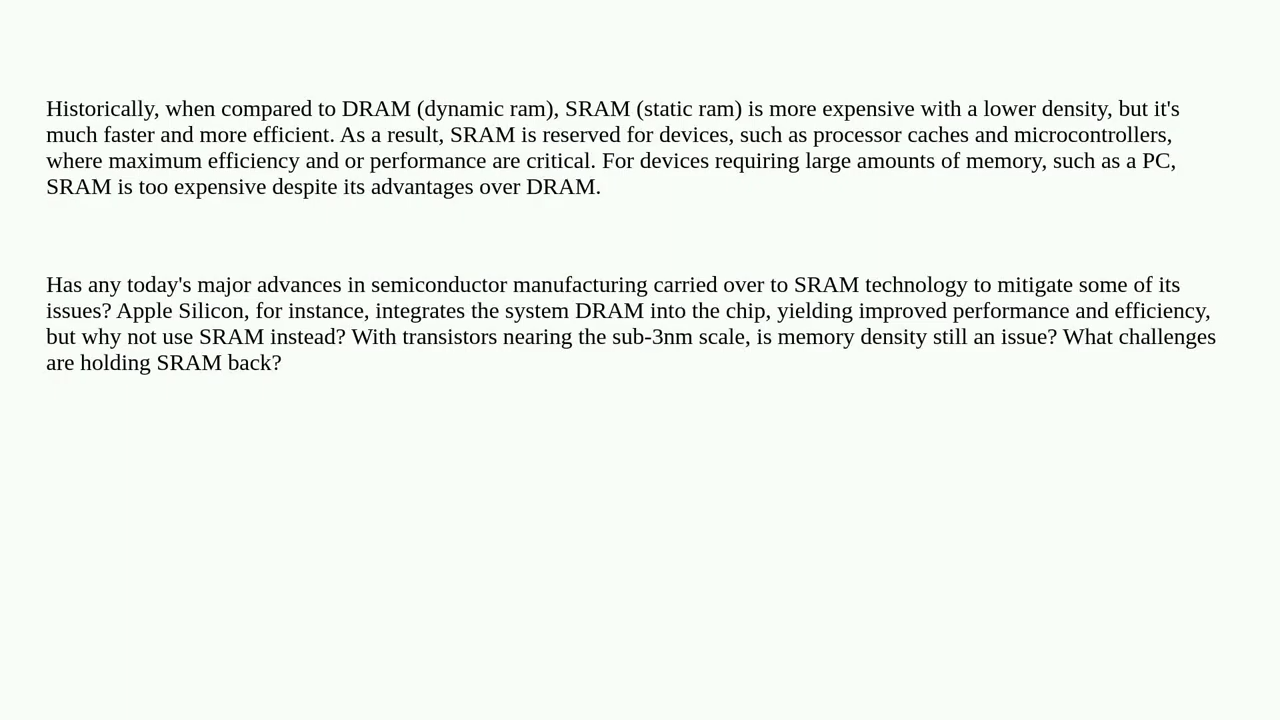 Historically, when compared to DRAM (dynamic ram), SRAM (static ram) is more expensive with a lower density, but it's
much faster and more efficient. As a result, SRAM is reserved for devices, such as processor caches and microcontrollers,
where maximum efficiency and or performance are critical. For devices requiring large amounts of memory, such as a PC,
SRAM is too expensive despite its advantages over DRAM.
Has any today's major advances in semiconductor manufacturing carried over to SRAM technology to mitigate some of its
issues? Apple Silicon, for instance, integrates the system DRAM into the chip, yielding improved performance and efficiency,
but why not use SRAM instead? With transistors nearing the sub-3nm scale, is memory density still an issue? What challenges
are holding SRAM back?